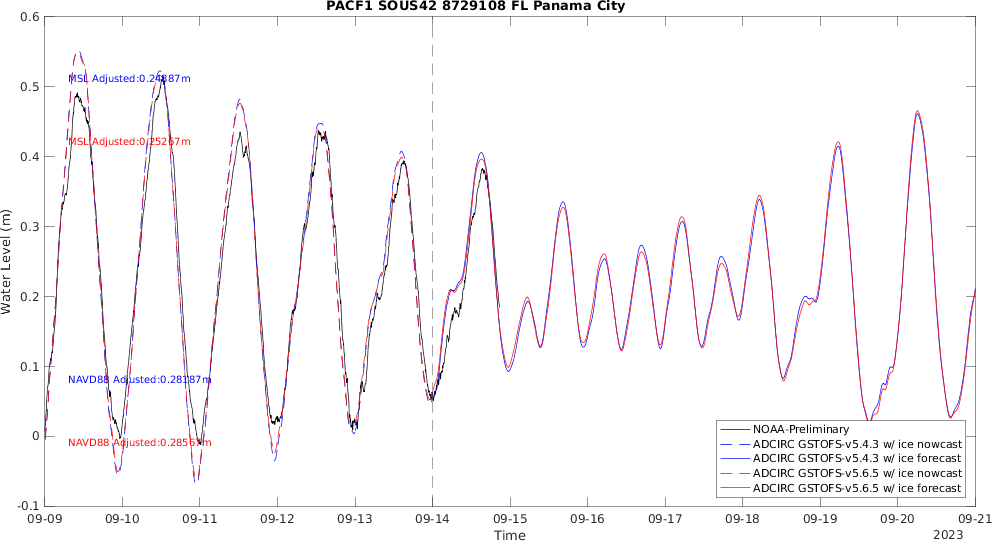 PACF1 SOUS42 8729108 FL Panama City
Water Level (m)
0.6
0.5
0.4
0.3
0.2
0.1
0
-0.1
MSL Adjusted:0.24887m
MSL Adjusted:0.25267m
NAVD88 Adjusted:0.28187m
NAVD88
NOAA-Preliminary
ADCIRC GSTOFS-v5.4.3 w/ ice nowcast
ADCIRC GSTOFS-v5.4.3 w/ ice forecast
ADCIRC GSTOFS-v5.6.5 w/ ice nowcast
ADCIRC GSTOFS-v5.6.5 w/ ice forecast
09-09 09-10 09-11 09-12 09-13 09-14 09-15 09-16 09-17 09-18 09-19 09-20 09-21
Time
2023